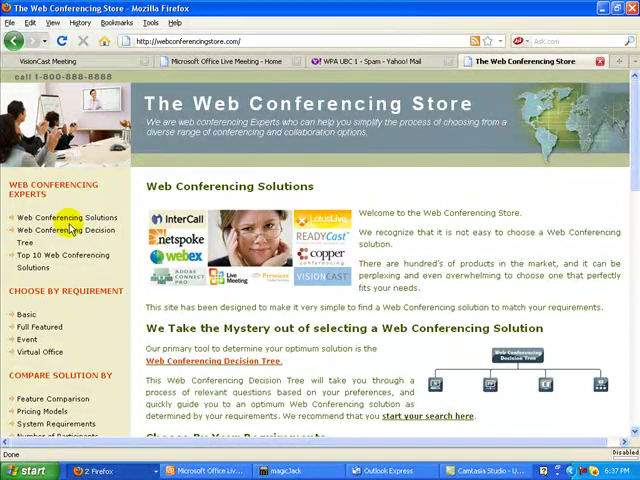 The Web Conferencing Store - Mozilla Firefox
File Edit View History Bookmarks Tools Help
http://webconferencingstore.com/
Ask.com
VisionCast Meeting
Microsoft Office Live Meeting - Home
WPA UBC 1 - Spam - Yahoo! Mail
The Web Conferencing Store
call 1-800-888-8888
The Web Conferencing Store
We are web conferencing Experts who can help you simplify the process of choosing from a
diverse range of conferencing and collaboration options.
WEB CONFERENCING
EXPERTS
Web Conferencing Solutions
Web Conferencing Decision
Tree
Top 10 Web Conferencing
Solutions
CHOOSE BY REQUIREMENT
Basic
Full Featured
Event
Virtual Office
COMPARE SOLUTION BY
Feature Comparison
Pricing Models
System Requirements
Number of Participants
Web Conferencing Solutions
InterCall
netspoke
webex
ADOBE
CONNECT PRO
Live Meeting
Premiere
LotusLive
READYCAST
copper
conferencing
VISIONCAST
Welcome to the Web Conferencing Store.
We recognize that it is not easy to choose a Web Conferencing
solution.
There are hundred's of products in the market, and it can be
perplexing and even overwhelming to choose one that perfectly
fits your needs.
This site has been designed to make it very simple to find a Web Conferencing solution to match your requirements.
We Take the Mystery out of selecting a Web Conferencing Solution
Our primary tool to determine your optimum solution is the
Web Conferencing Decision Tree.
Web Conferencing
Decision Tree
This Web Conferencing Decision Tree will take you through a
process of relevant questions based on your preferences, and
quickly guide you to an optimum Web Conferencing solution as
determined by your requirements. We recommend that you start your search here.
Choose By Your Requirements
Done
Disabled
start
2 Firefox
Microsoft Office Live...
magicJack
Outlook Express
Camtasia Studio - U...
6:37 PM